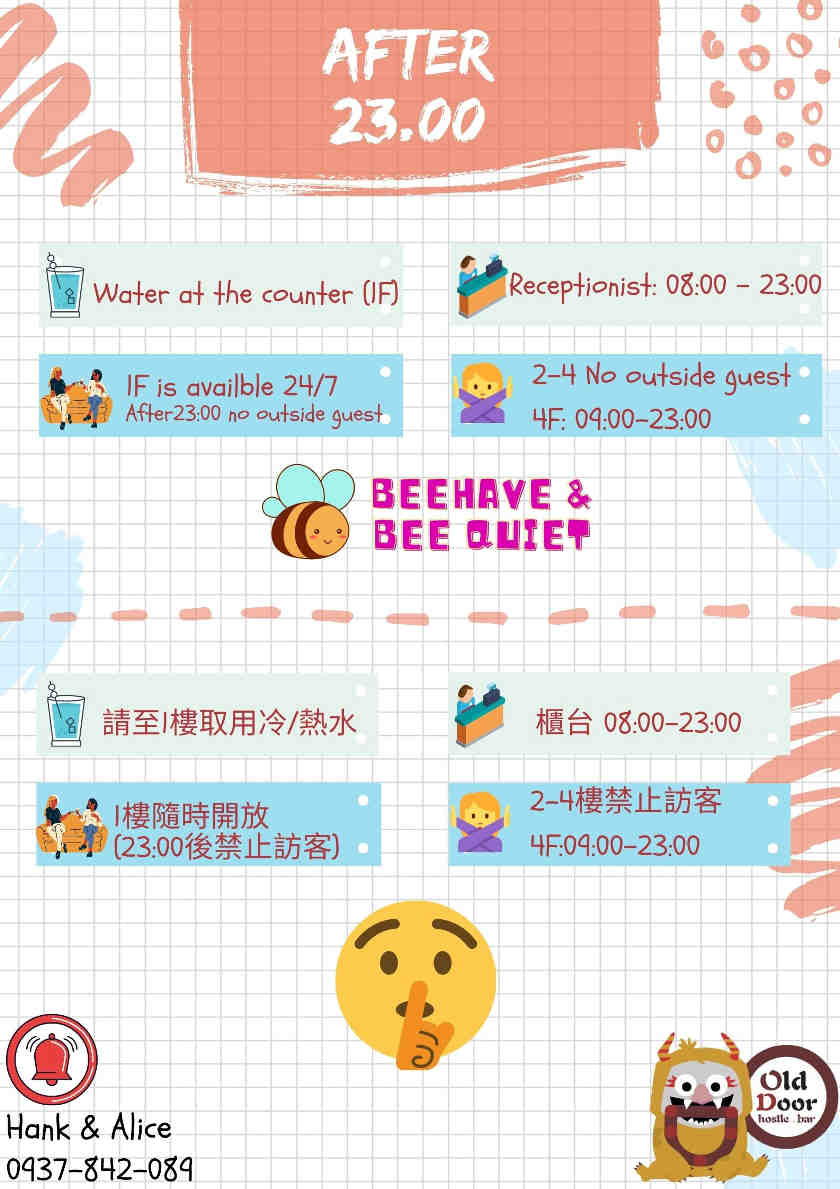 AFTER
23.00
Water at the counter (1F)
Receptionist: 08:00 - 23:00
1F is availble 24/7
After23:00 no outside guest
2-4 No outside guest
4F: 09:00-23:00
BEEHAVE &
BEE QUIET
請至1樓取用冷/熱水
櫃台 08:00-23:00
1樓隨時開放
(23:00後禁止訪客)
2-4樓禁止訪客
4F:09:00-23:00
Hank & Alice
0937-842-089
Old
Door
hostle.bar